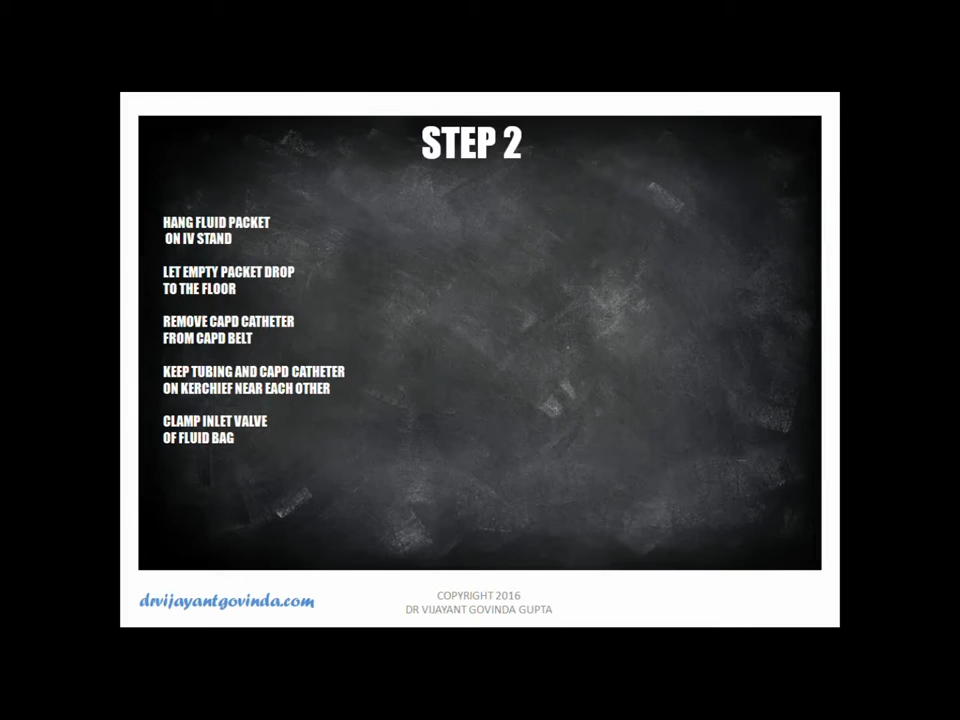 STEP 2
HANG FLUID PACKET
ON IV STAND
LET EMPTY PACKET DROP
TO THE FLOOR
REMOVE CAPD CATHETER
FROM CAPD BELT
KEEP TUBING AND CAPD CATHETER
ON KERCHIEF NEAR EACH OTHER
CLAMP INLET VALVE
OF FLUID BAG
drvijayantgovinda.com
COPYRIGHT 2016
DR VIJAYANT GOVINDA GUPTA